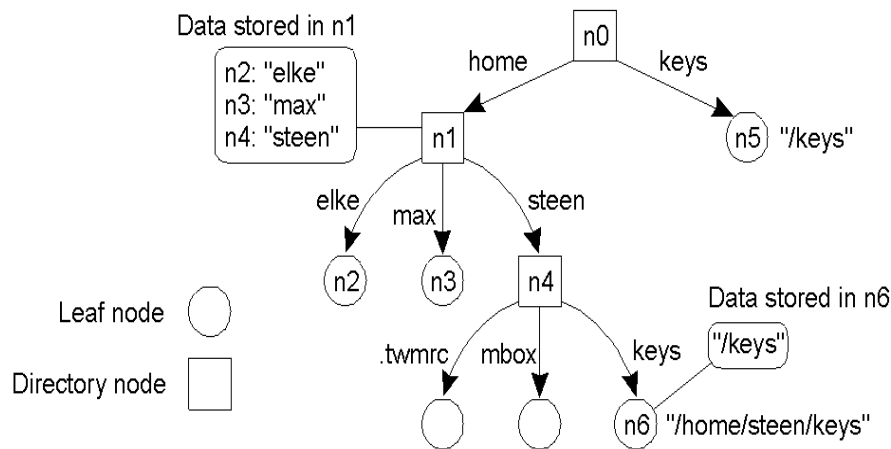 Data stored in n1
n0
n2: "elke"
n3: "max"
n4: "steen"
home
keys
n1
n5
"/keys"
elke
max
steen
n2
n3
n4
Data stored in n6
"/keys"
Leaf node
.twmrc
mbox
keys
Directory node
n6
"/home/steen/keys"